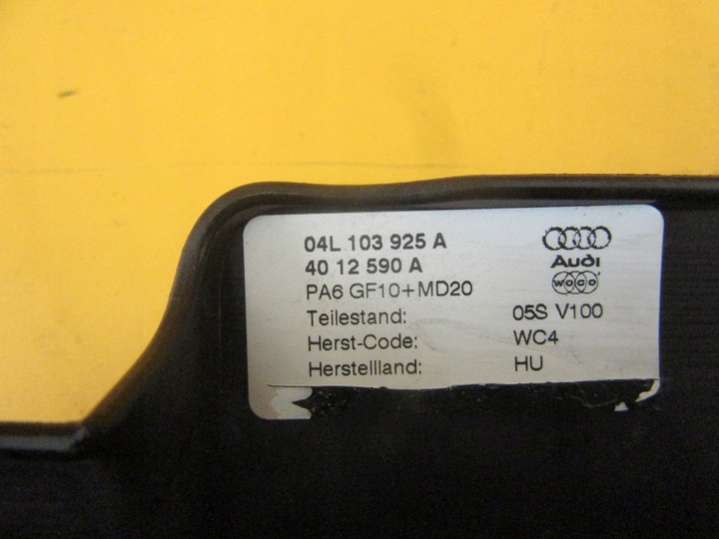 04L 103 925 A
40 12 590 A
PA6 GF10+MD20
Teilestand: 05S V100
Herst-Code: WC4
Herstellland: HU
Audi
WOCO